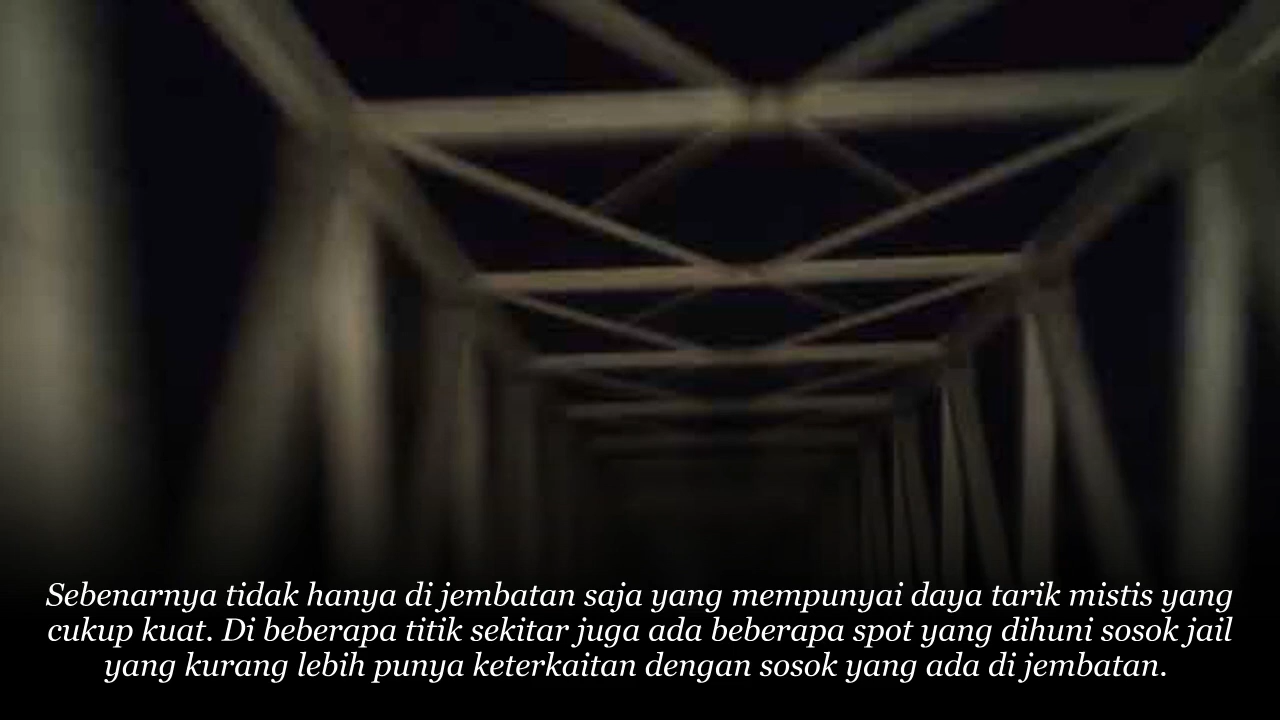 Sebenarnya tidak hanya di jembatan saja yang mempunyai daya tarik mistis yang
cukup kuat. Di beberapa titik sekitar juga ada beberapa spot yang dihuni sosok jail
yang kurang lebih punya keterkaitan dengan sosok yang ada di jembatan.